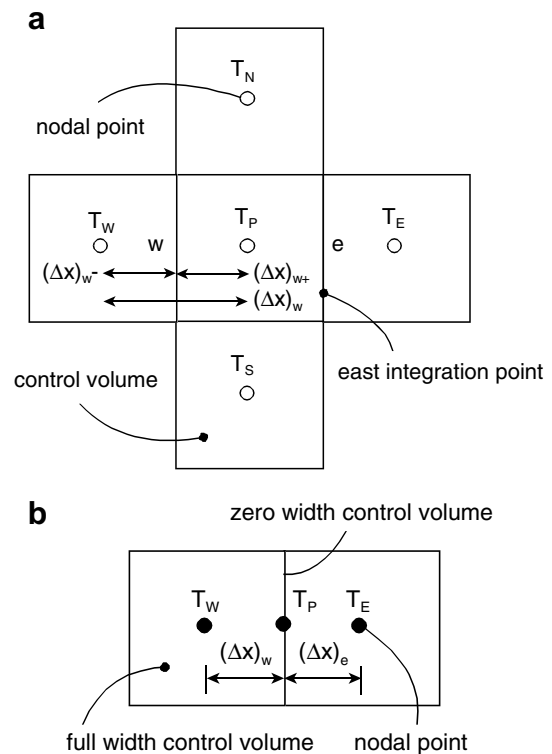 a
T_N
nodal point
T_W
w
T_P
e
T_E
(Δx)_w-
(Δx)_w+
(Δx)_w
T_S
control volume
east integration point
b
zero width control volume
T_W
T_P
T_E
(Δx)_w
(Δx)_e
full width control volume
nodal point